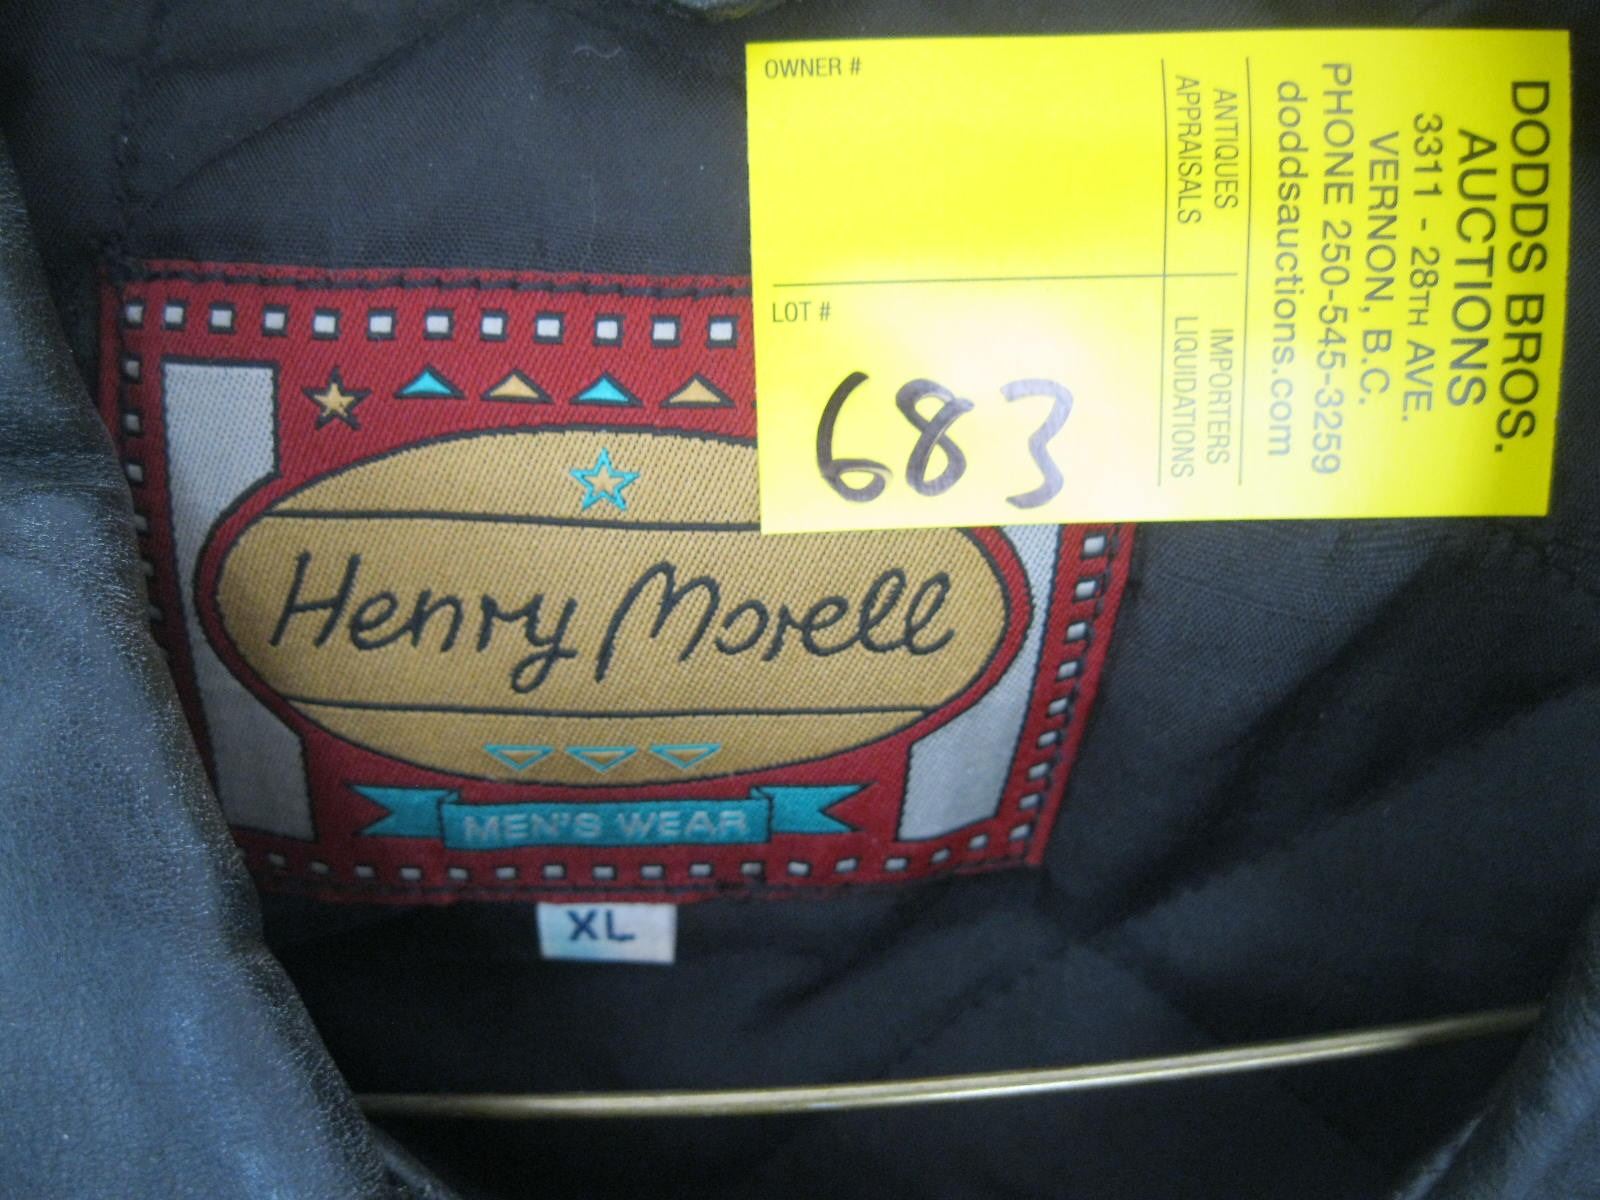 OWNER #
LOT #
683
DODDS BROS.
AUCTIONS
3311 - 28TH AVE.
VERNON, B.C.
PHONE 250-545-3259
doddsauctions.com
ANTIQUES
APPRAISALS
IMPORTERS
LIQUIDATIONS
Henry Morell
MEN'S WEAR
XL